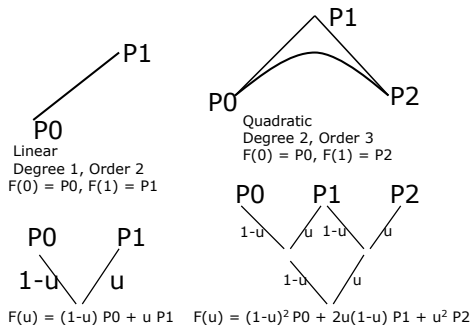 P1
P0
Linear
Degree 1, Order 2
F(0) = P0, F(1) = P1
P0 P1
1-u u
F(u) = (1-u) P0 + u P1
P1
P0 P2
Quadratic
Degree 2, Order 3
F(0) = P0, F(1) = P2
P0 P1 P2
1-u u 1-u u
1-u u
F(u) = (1-u)² P0 + 2u(1-u) P1 + u² P2